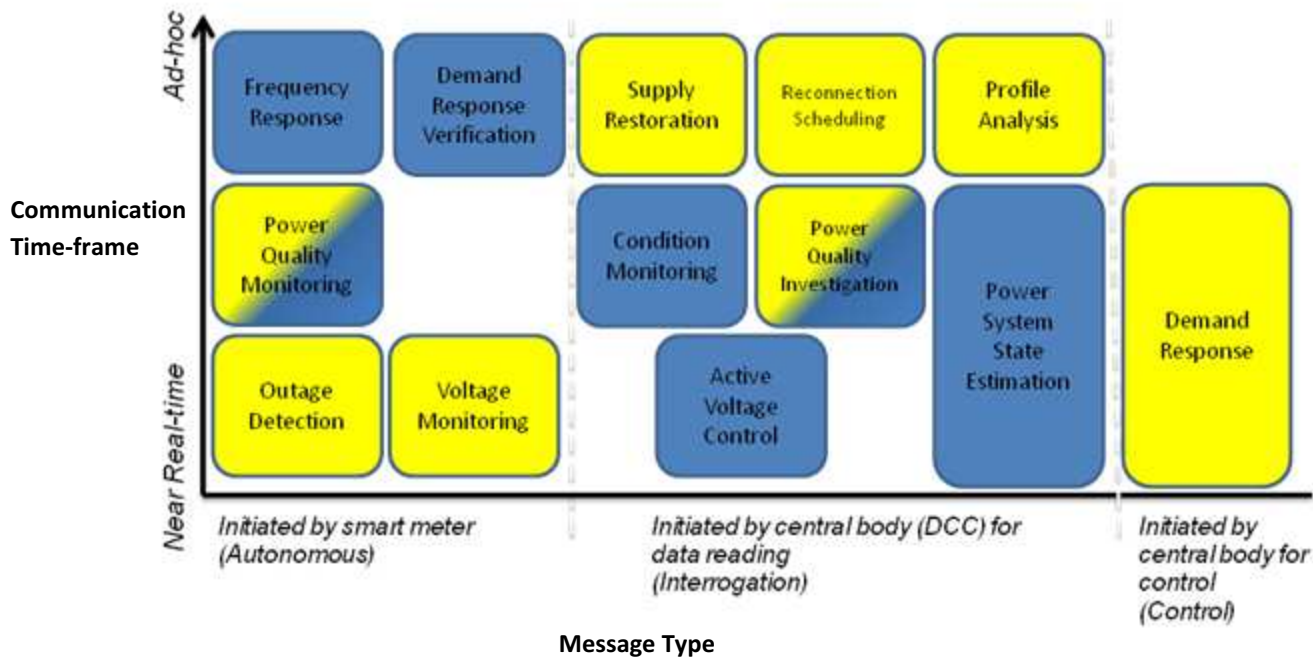 Ad-hoc
Communication
Time-frame
Near Real-time
Frequency
Response
Demand
Response
Verification
Supply
Restoration
Reconnection
Scheduling
Profile
Analysis
Power
Quality
Monitoring
Condition
Monitoring
Power
Quality
Investigation
Power
System
State
Estimation
Demand
Response
Outage
Detection
Voltage
Monitoring
Active
Voltage
Control
Initiated by smart meter
(Autonomous)
Initiated by central body (DCC) for
data reading
(Interrogation)
Initiated by
central body for
control
(Control)
Message Type